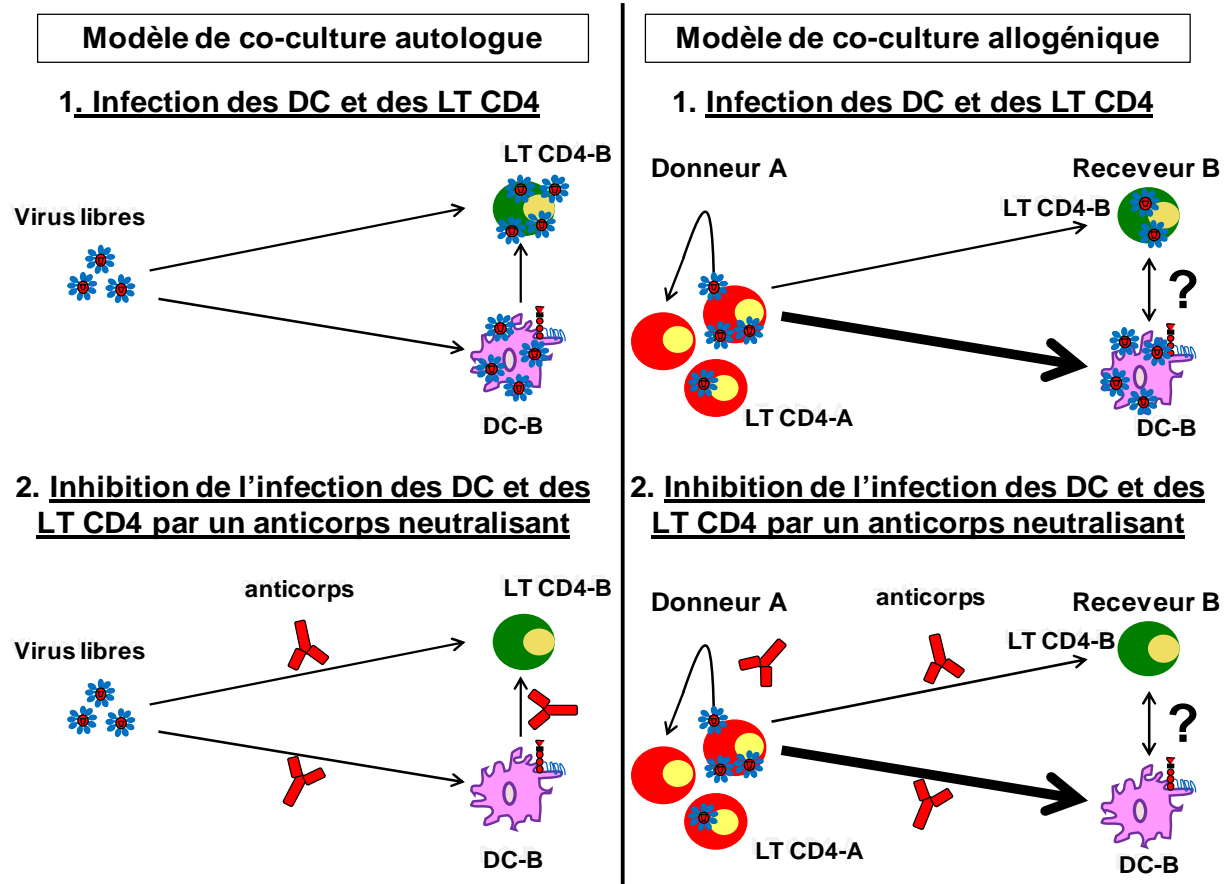 Modèle de co-culture autologue
1. Infection des DC et des LT CD4
LT CD4-B
Virus libres
DC-B
2. Inhibition de l'infection des DC et des
LT CD4 par un anticorps neutralisant
anticorps
LT CD4-B
Virus libres
DC-B
Modèle de co-culture allogénique
1. Infection des DC et des LT CD4
Donneur A
Receveur B
LT CD4-B
?
LT CD4-A
DC-B
2. Inhibition de l'infection des DC et des
LT CD4 par un anticorps neutralisant
Donneur A
anticorps
Receveur B
LT CD4-B
?
LT CD4-A
DC-B